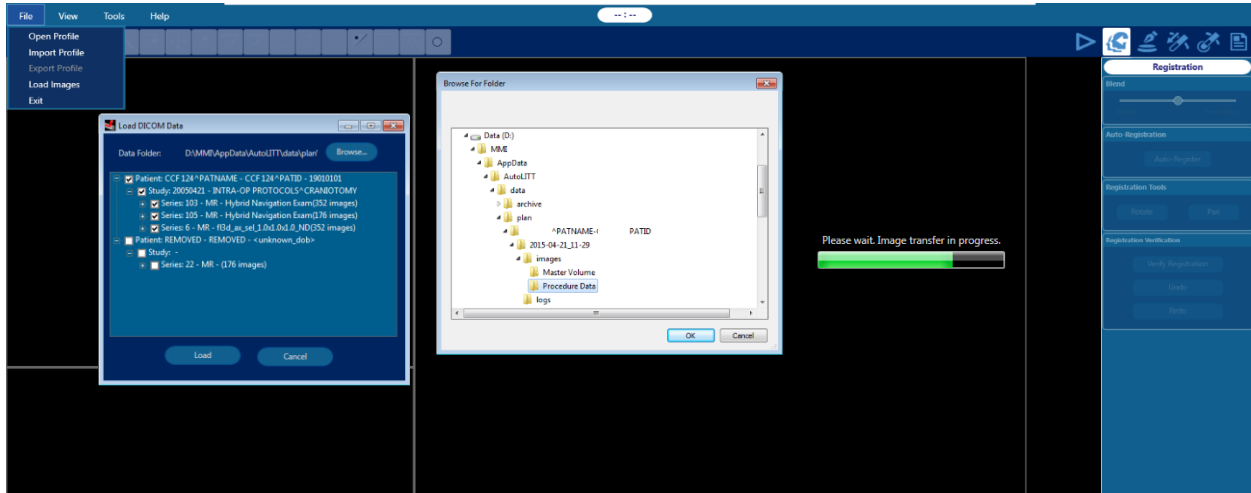 File View Tools Help
-- : --
Open Profile
Import Profile
Export Profile
Load Images
Exit
Load DICOM Data
Data Folder: D:\MMI\AppData\AutoLITT\data\plan\ Browse...
Patient: CCF 124^PATNAME - CCF 124^PATID - 19010101
Study: 20050421 - INTRA-OP PROTOCOLS^CRANIOTOMY
Series: 103 - MR - Hybrid Navigation Exam(352 images)
Series: 105 - MR - Hybrid Navigation Exam(176 images)
Series: 6 - MR - fl3d_ax_sel_1.0x1.0x1.0_ND(352 images)
Patient: REMOVED - REMOVED - <unknown_dob>
Study: -
Series: 22 - MR - (176 images)
Load Cancel
Browse For Folder
Data (D:)
MMI
AppData
AutoLITT
data
archive
plan
^PATNAME-( PATID
2015-04-21_11-29
images
Master Volume
Procedure Data
logs
OK Cancel
Please wait. Image transfer in progress.
Registration
Blend
Auto-Registration
Auto-Register
Registration Tools
Rotate Pan
Registration Verification
Verify Registration
Undo
Redo